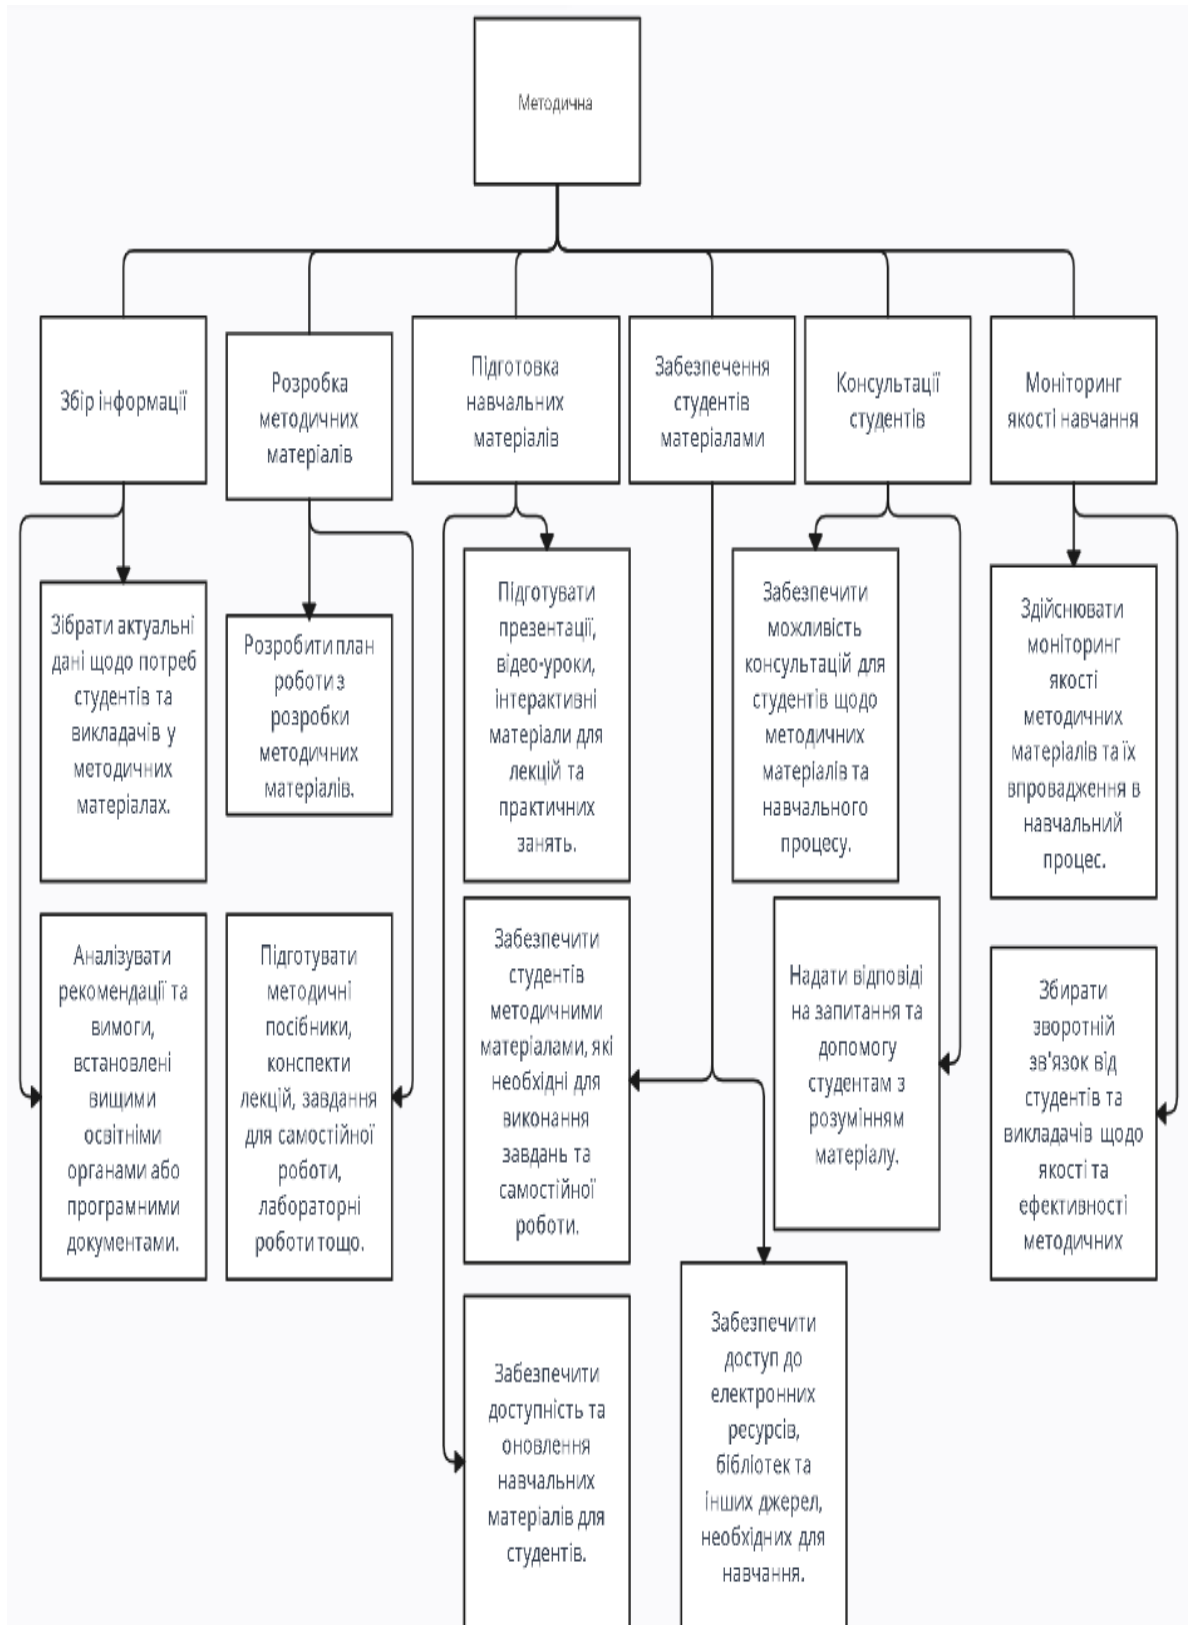 Методична
Збір інформації
Розробка
методичних
матеріалів
Підготовка
навчальних
матеріалів
Забезпечення
студентів
матеріалами
Консультації
студентів
Моніторинг
якості навчання
Зібрати актуальні
дані щодо потреб
студентів та
викладачів у
методичних
матеріалах.
Розробити план
роботи з
розробки
методичних
матеріалів.
Підготувати
презентації,
відео-уроки,
інтерактивні
матеріали для
лекцій та
практичних
занять.
Забезпечити
можливість
консультацій для
студентів щодо
методичних
матеріалів та
навчального
процесу.
Здійснювати
моніторинг
якості
методичних
матеріалів та їх
впровадження в
навчальний
процес.
Аналізувати
рекомендації та
вимоги,
встановлені
вищими
освітніми
органами або
програмними
документами.
Підготувати
методичні
посібники,
конспекти
лекцій, завдання
для самостійної
роботи,
лабораторні
роботи тощо.
Забезпечити
студентів
методичними
матеріалами, які
необхідні для
виконання
завдань та
самостійної
роботи.
Надати відповіді
на запитання та
допомогу
студентам з
розумінням
матеріалу.
Збирати
зворотній
зв'язок від
студентів та
викладачів щодо
якості та
ефективності
методичних
Забезпечити
доступність та
оновлення
навчальних
матеріалів для
студентів.
Забезпечити
доступ до
електронних
ресурсів,
бібліотек та
інших джерел,
необхідних для
навчання.